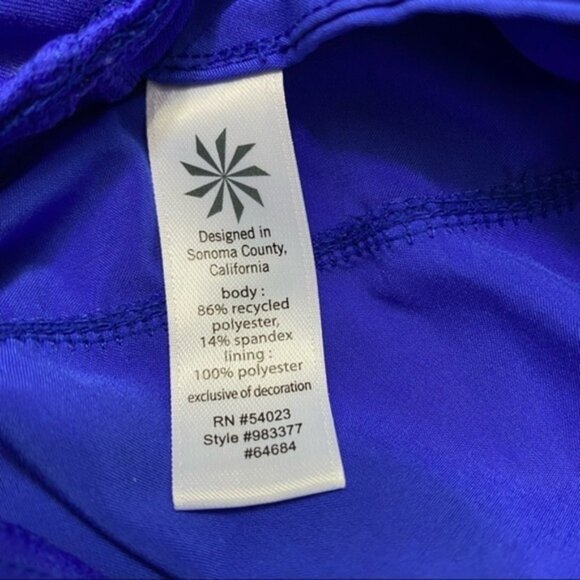 Designed in
Sonoma County,
California
body :
86% recycled
polyester,
14% spandex
lining :
100% polyester
exclusive of decoration
RN #54023
Style #983377
#64684